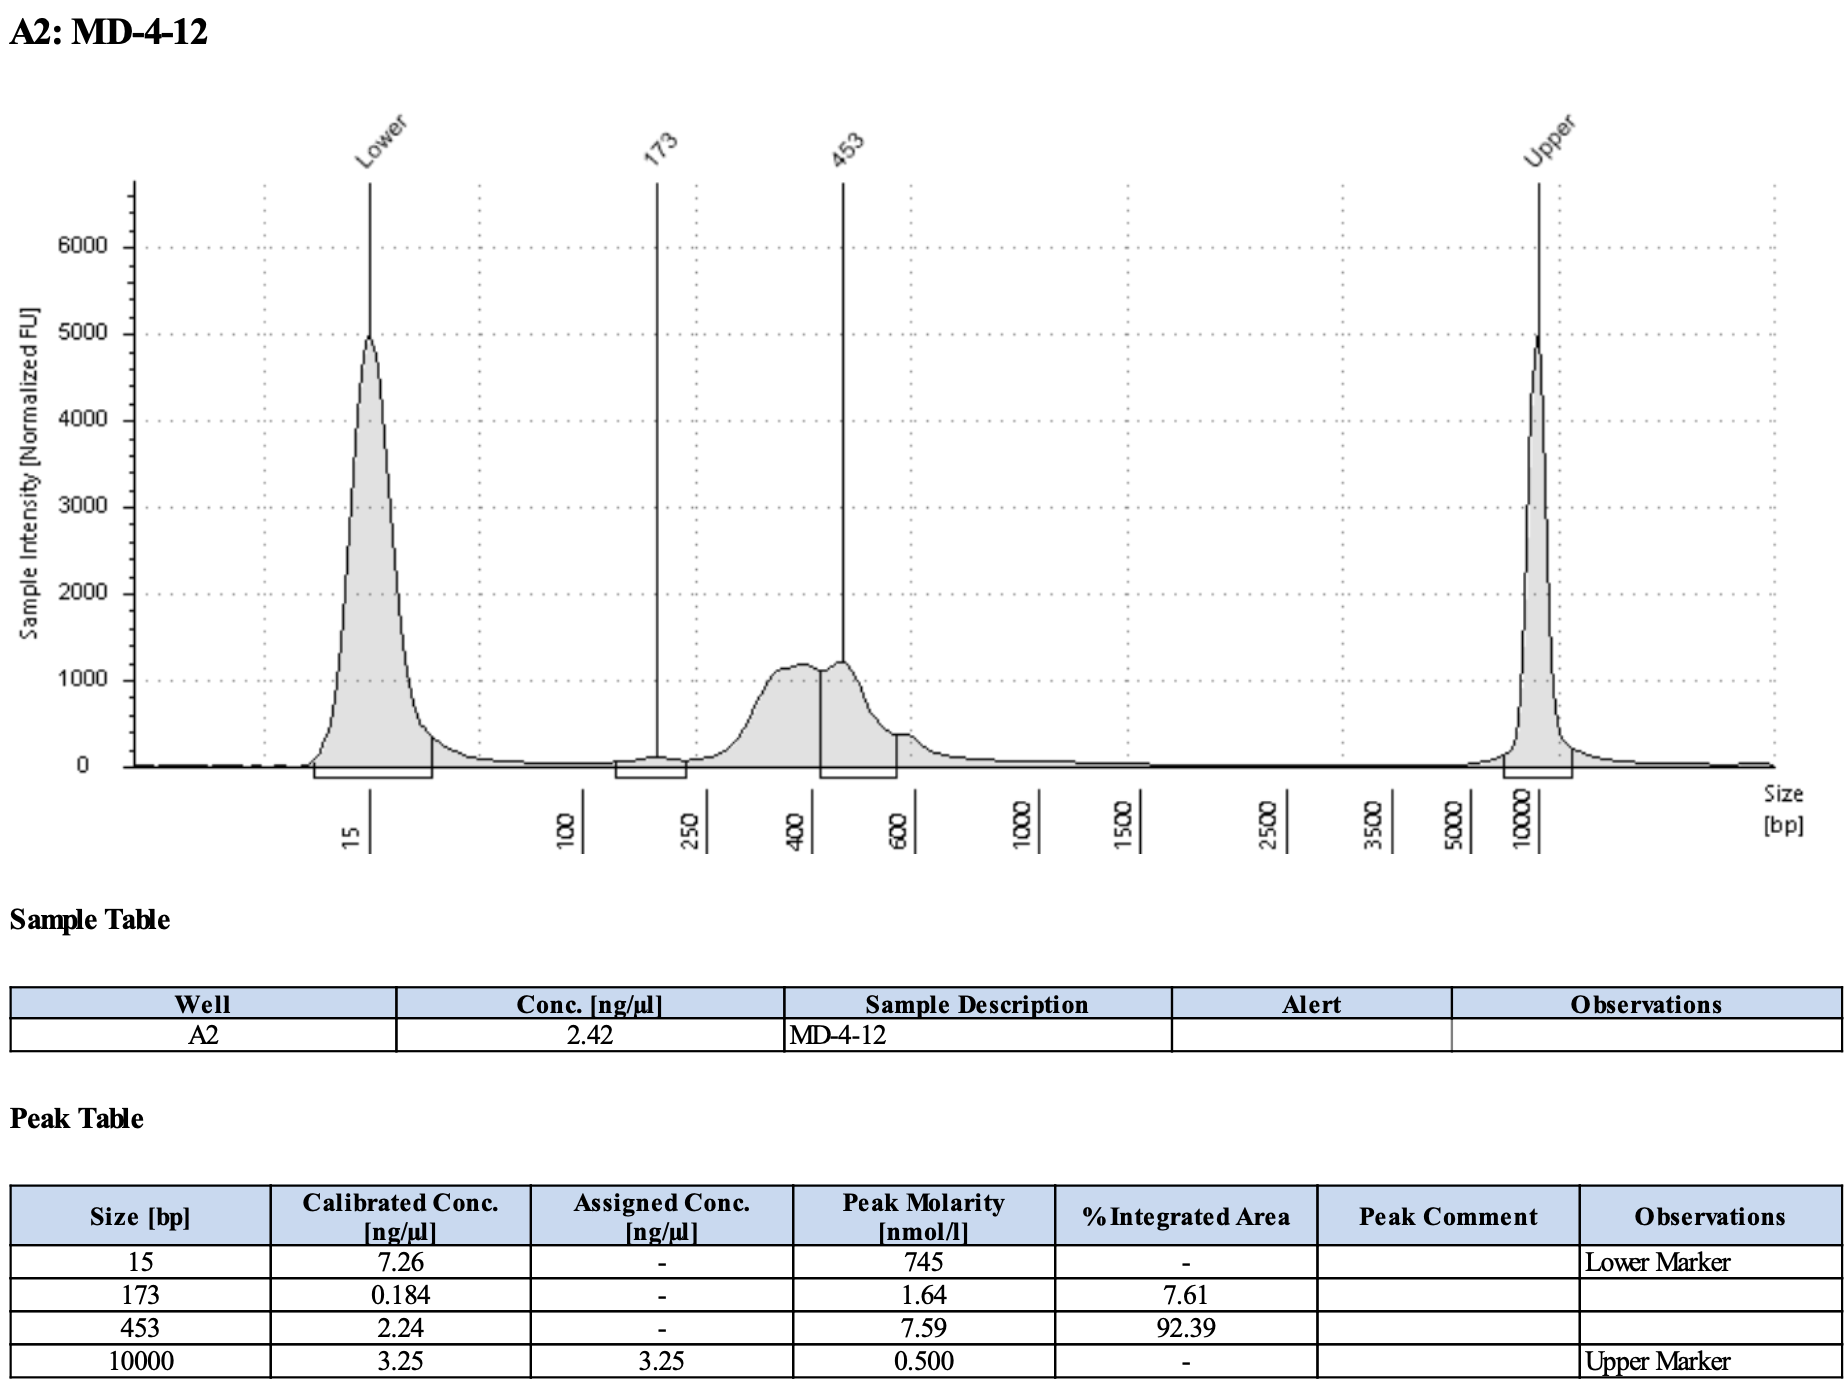 A2: MD-4-12
Lower
173
453
Upper
Sample Intensity [Normalized FU]
6000
5000
4000
3000
2000
1000
0
15
100
250
400
600
1000
1500
2500
3500
5000
10000
Size
[bp]
Sample Table
Well Conc. [ng/µl] Sample Description Alert Observations
A2 2.42 MD-4-12
Peak Table
Size [bp] Calibrated Conc. [ng/µl] Assigned Conc. [ng/µl] Peak Molarity [nmol/l] % Integrated Area Peak Comment Observations
15 7.26 - 745 - Lower Marker
173 0.184 - 1.64 7.61
453 2.24 - 7.59 92.39
10000 3.25 3.25 0.500 - Upper Marker